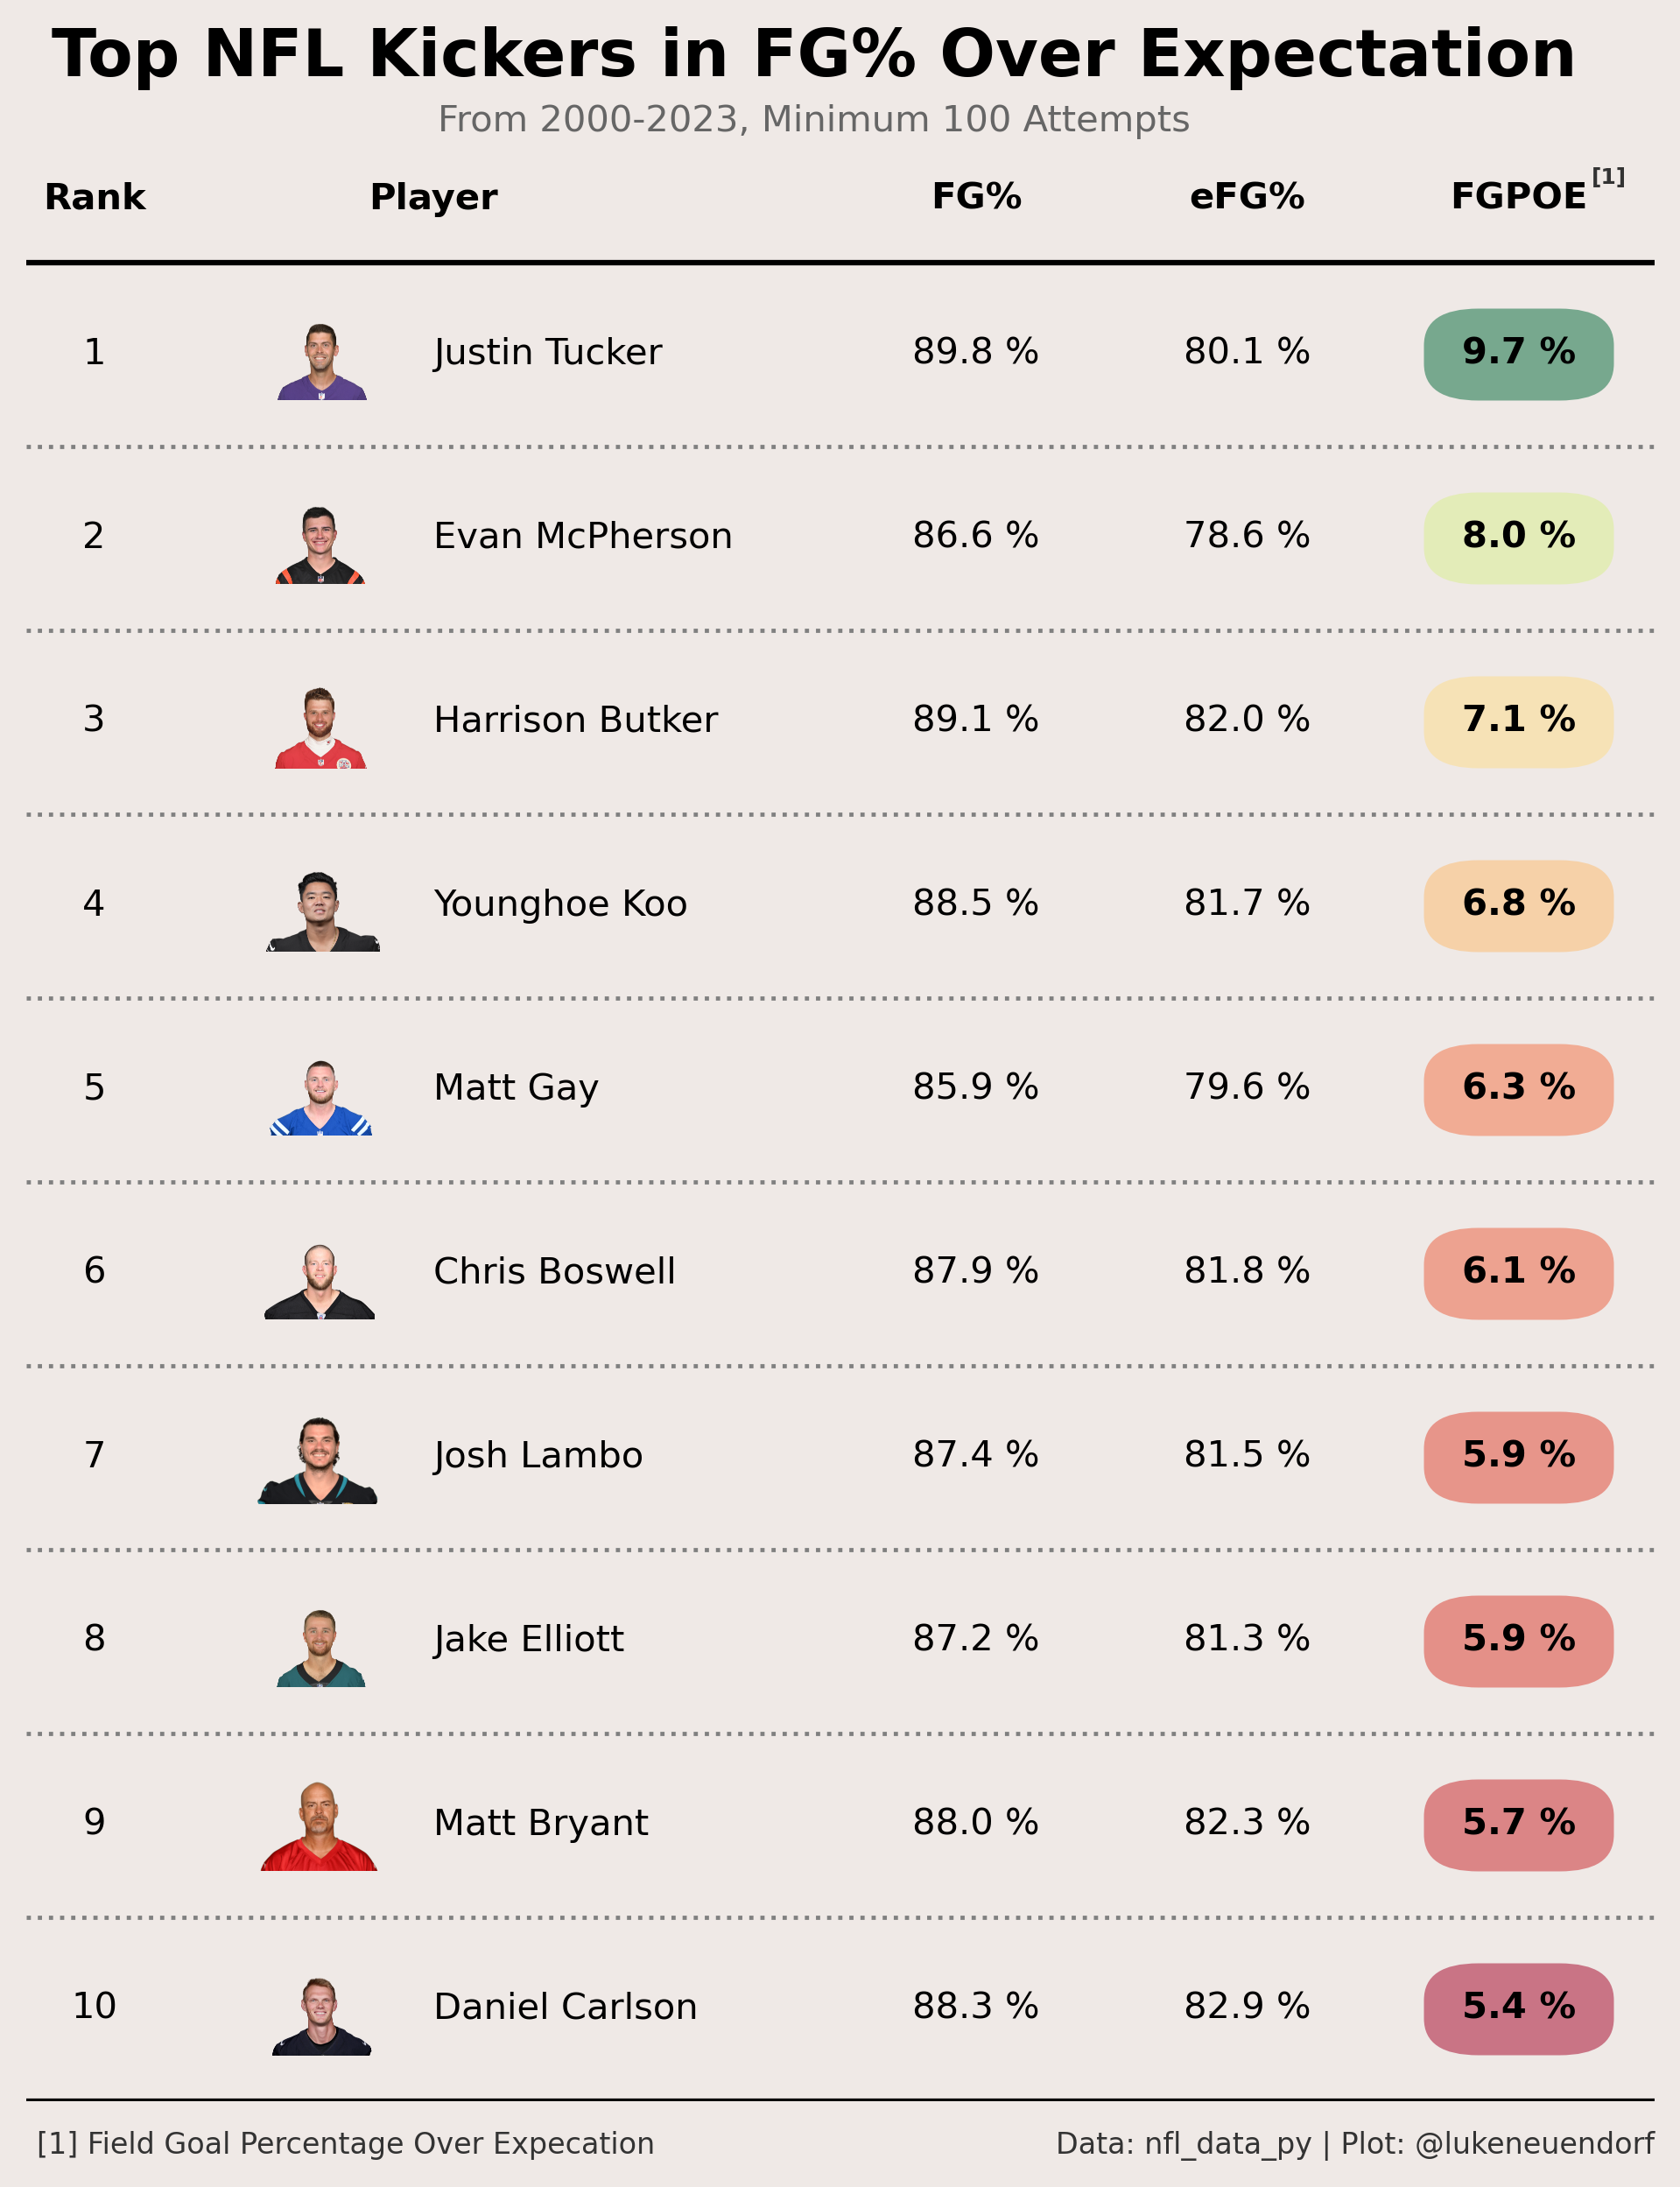 Top NFL Kickers in FG% Over Expectation
From 2000-2023, Minimum 100 Attempts
Rank Player FG% eFG% FGPOE [1]
1 Justin Tucker 89.8 % 80.1 % 9.7 %
2 Evan McPherson 86.6 % 78.6 % 8.0 %
3 Harrison Butker 89.1 % 82.0 % 7.1 %
4 Younghoe Koo 88.5 % 81.7 % 6.8 %
5 Matt Gay 85.9 % 79.6 % 6.3 %
6 Chris Boswell 87.9 % 81.8 % 6.1 %
7 Josh Lambo 87.4 % 81.5 % 5.9 %
8 Jake Elliott 87.2 % 81.3 % 5.9 %
9 Matt Bryant 88.0 % 82.3 % 5.7 %
10 Daniel Carlson 88.3 % 82.9 % 5.4 %
[1] Field Goal Percentage Over Expecation Data: nfl_data_py | Plot: @lukeneuendorf